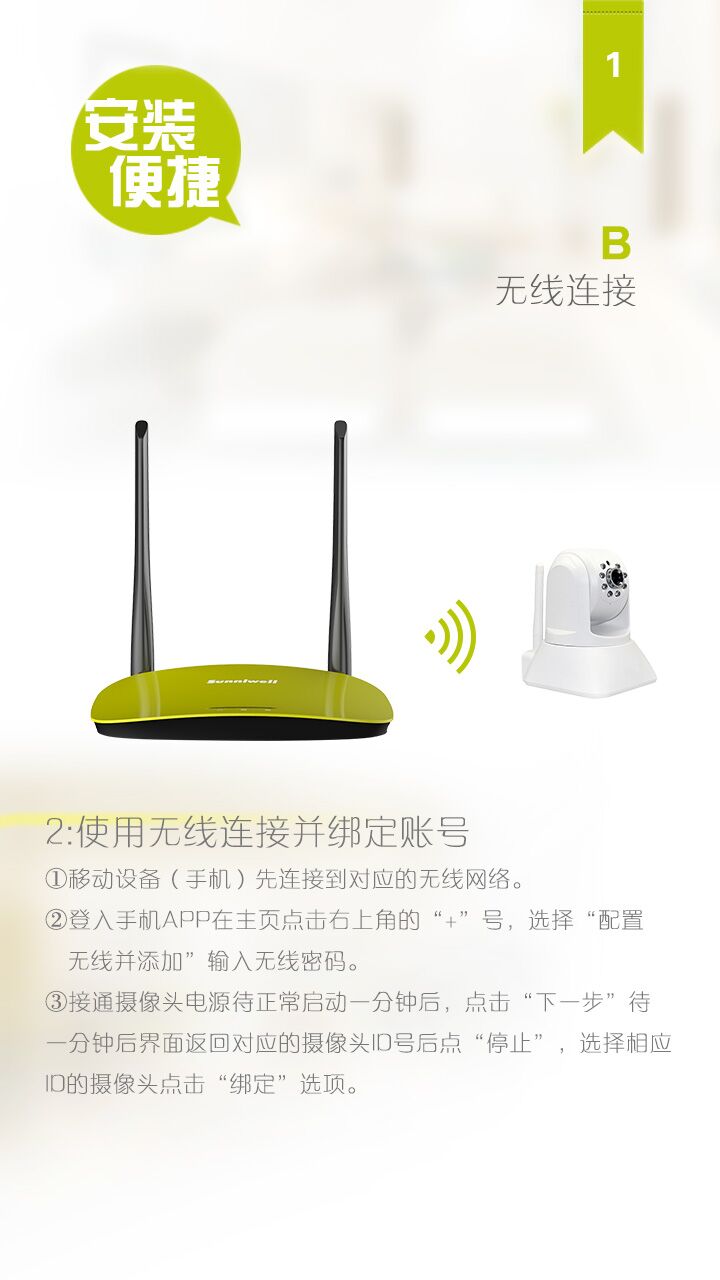 安装
便捷
1
B
无线连接
Sunniwell
2:使用无线连接并绑定账号
①移动设备（手机）先连接到对应的无线网络。
②登入手机APP在主页点击右上角的“+”号，选择“配置
无线并添加”输入无线密码。
③接通摄像头电源待正常启动一分钟后，点击“下一步”待
一分钟后界面返回对应的摄像头ID号后点“停止”，选择相应
ID的摄像头点击“绑定”选项。